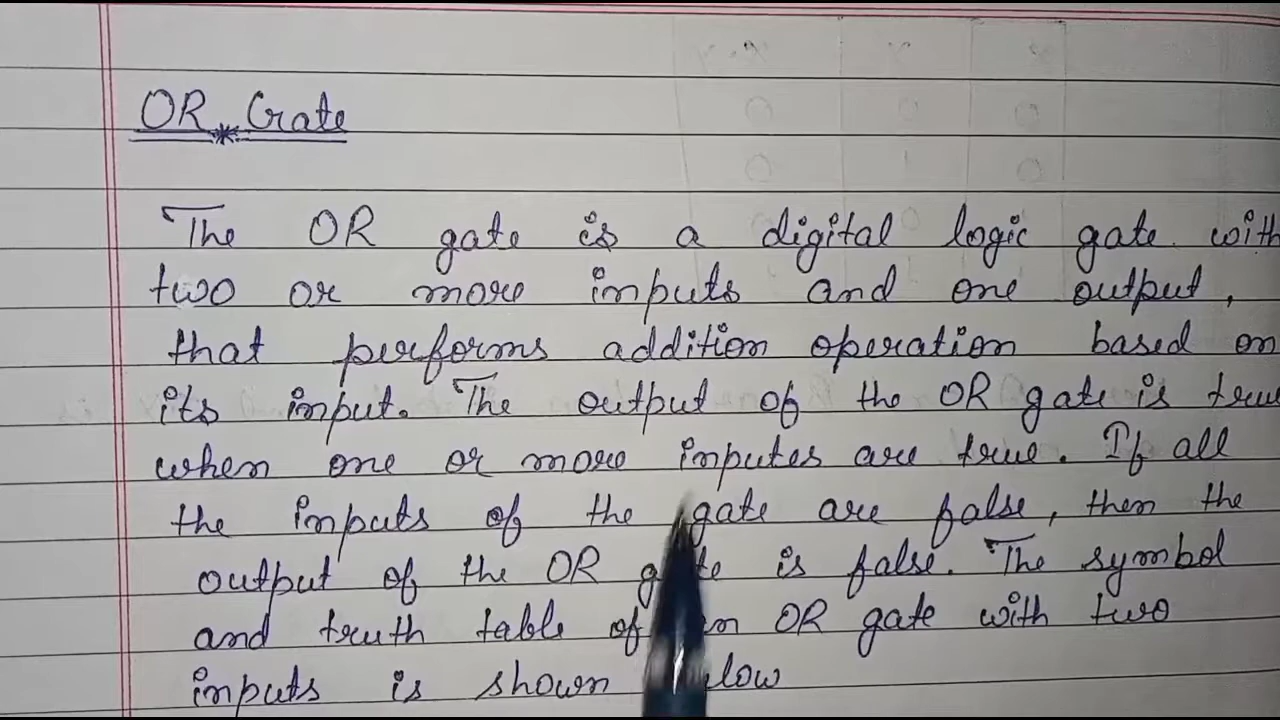 OR Gate
The OR gate is a digital logic gate with
two or more inputs and one output,
that performs addition operation based on
its input. The output of the OR gate is true
when one or more inputes are true. If all
the inputs of the gate are false, then the
output of the OR is false. The symbol
and truth table of OR gate with two
inputs is shown